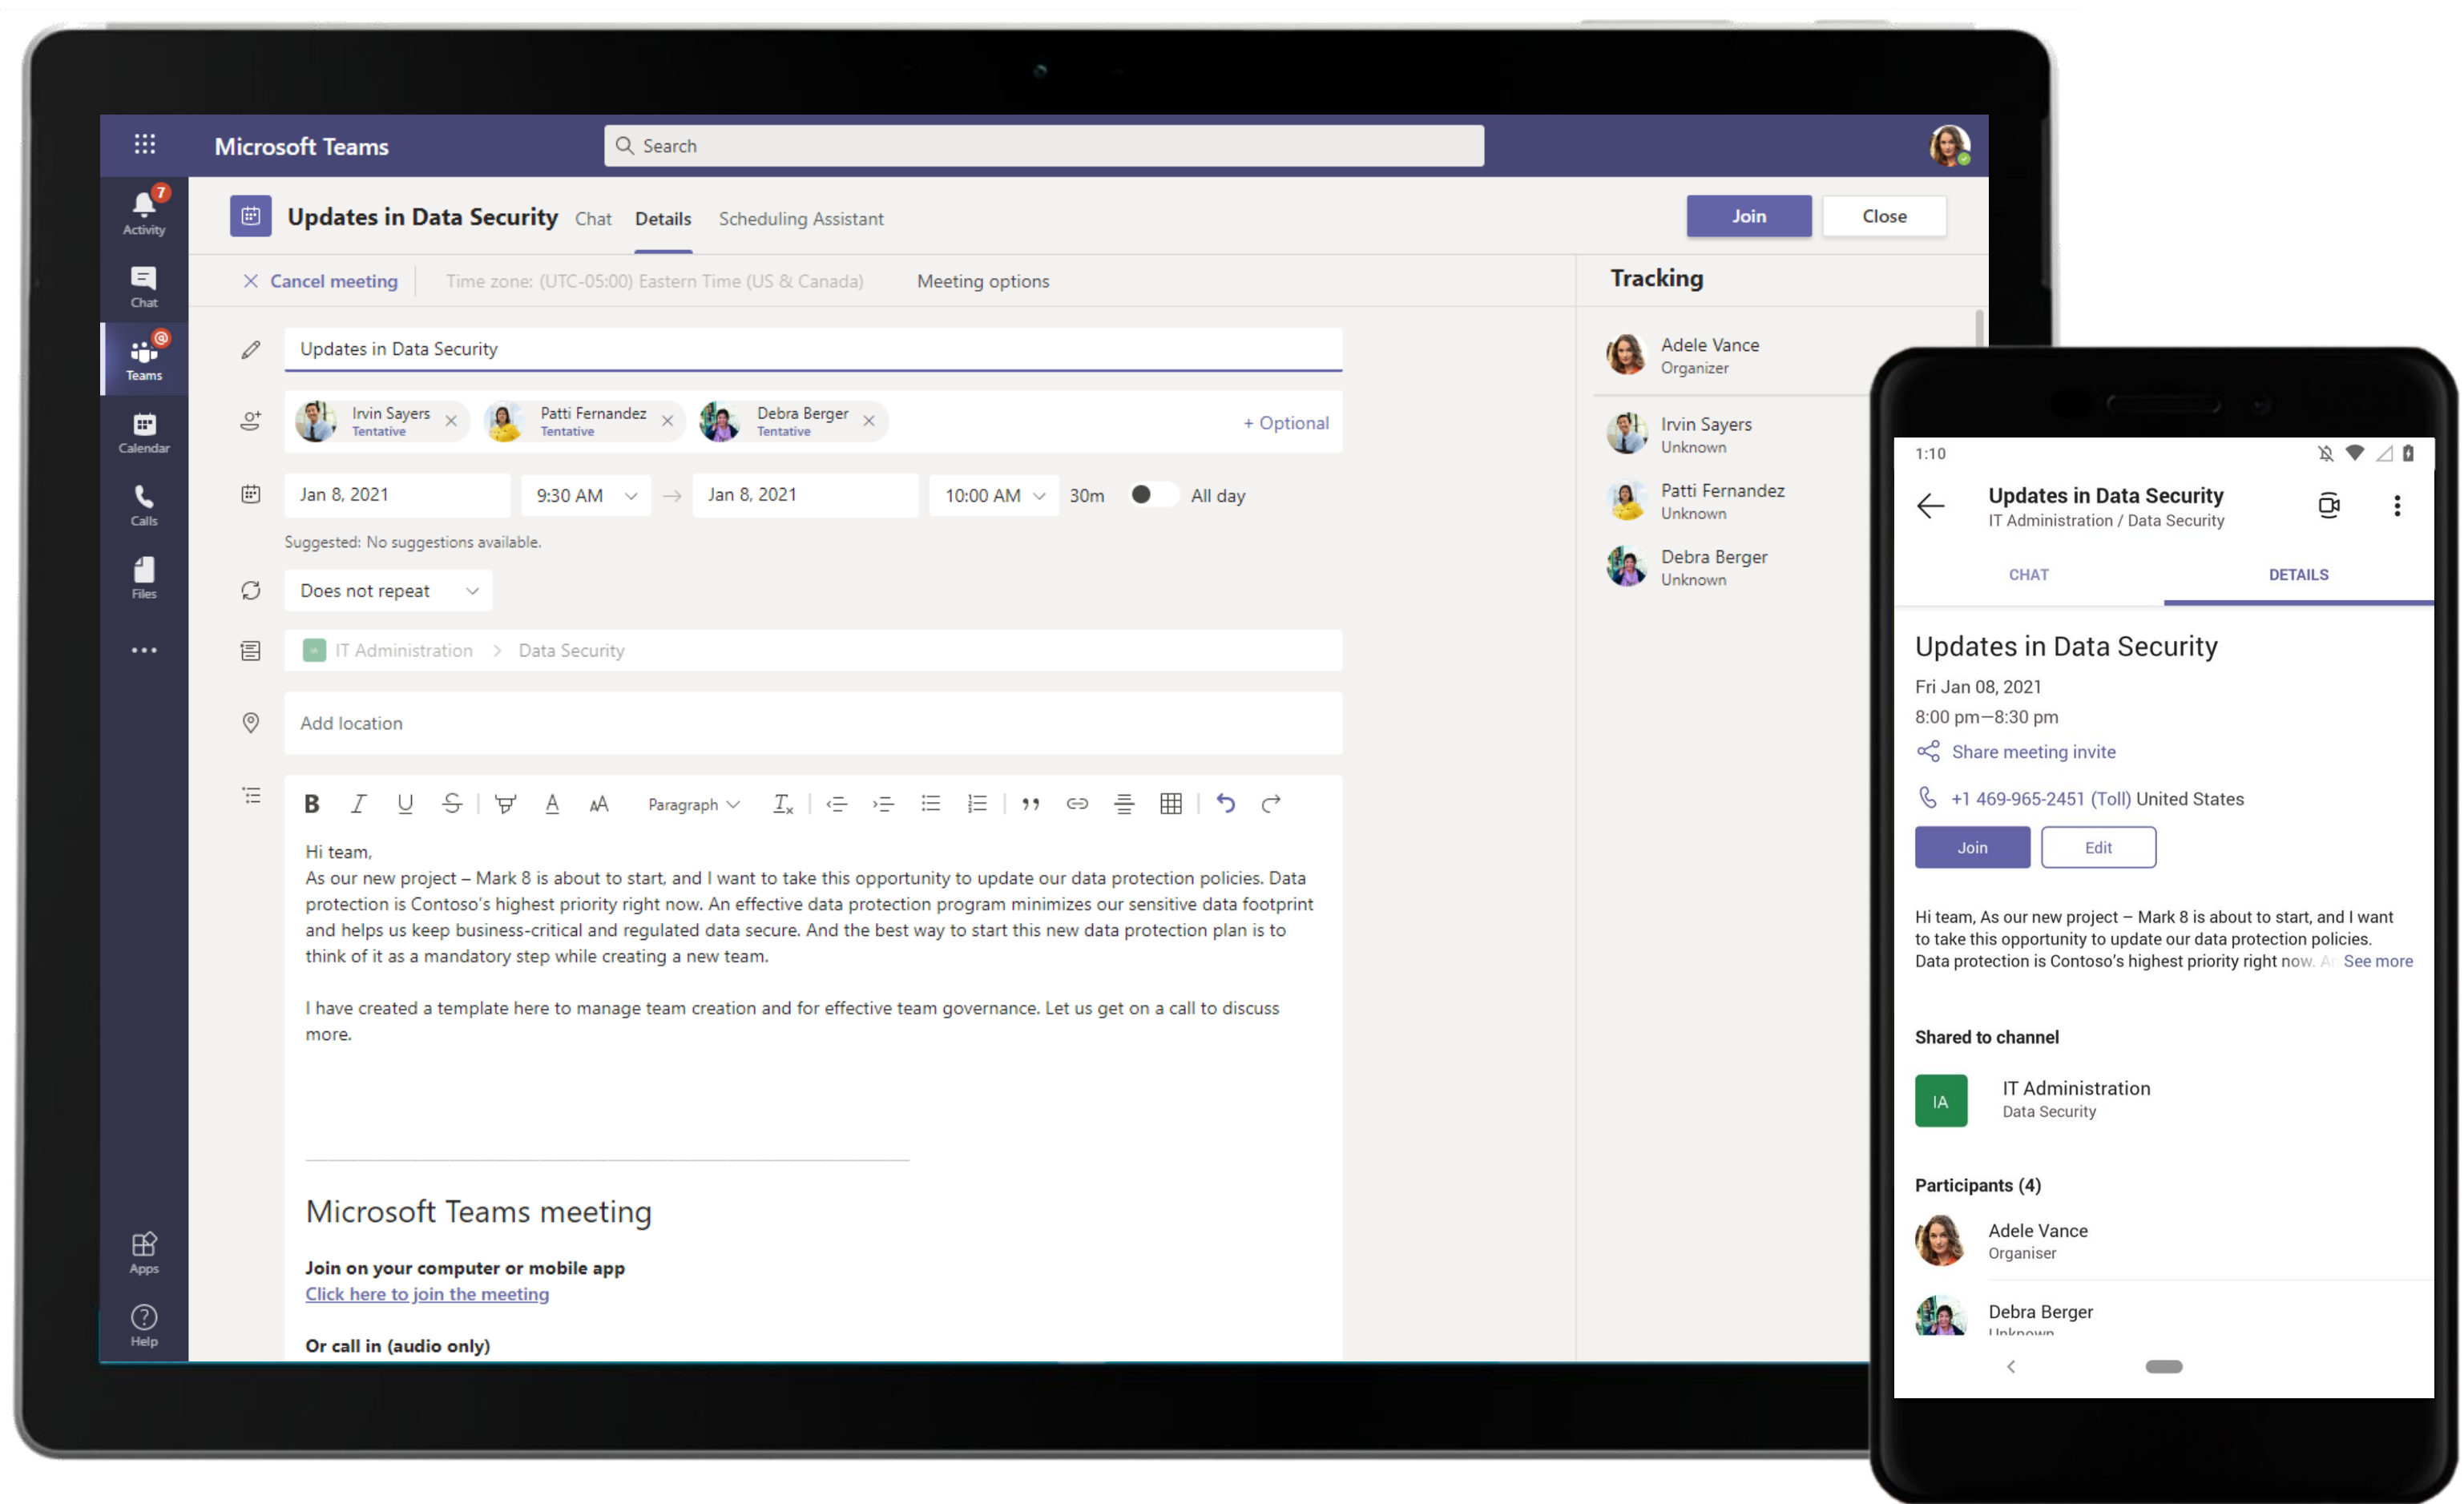 Microsoft Teams
Search
7
Activity
Chat
@
Teams
Calendar
Calls
Files
Apps
Help
Updates in Data Security Chat Details Scheduling Assistant
Join Close
Cancel meeting Time zone: (UTC-05:00) Eastern Time (US & Canada) Meeting options
Updates in Data Security
Irvin Sayers
Tentative
Patti Fernandez
Tentative
Debra Berger
Tentative
+ Optional
Jan 8, 2021 9:30 AM → Jan 8, 2021 10:00 AM 30m All day
Suggested: No suggestions available.
Does not repeat
IT Administration > Data Security
Add location
B I U S A AA Paragraph
Hi team,
As our new project – Mark 8 is about to start, and I want to take this opportunity to update our data protection policies. Data
protection is Contoso's highest priority right now. An effective data protection program minimizes our sensitive data footprint
and helps us keep business-critical and regulated data secure. And the best way to start this new data protection plan is to
think of it as a mandatory step while creating a new team.
I have created a template here to manage team creation and for effective team governance. Let us get on a call to discuss
more.
Microsoft Teams meeting
Join on your computer or mobile app
Click here to join the meeting
Or call in (audio only)
Tracking
Adele Vance
Organizer
Irvin Sayers
Unknown
Patti Fernandez
Unknown
Debra Berger
Unknown
1:10
Updates in Data Security
IT Administration / Data Security
CHAT DETAILS
Updates in Data Security
Fri Jan 08, 2021
8:00 pm—8:30 pm
Share meeting invite
+1 469-965-2451 (Toll) United States
Join Edit
Hi team, As our new project – Mark 8 is about to start, and I want
to take this opportunity to update our data protection policies.
Data protection is Contoso's highest priority right now. See more
Shared to channel
IA
IT Administration
Data Security
Participants (4)
Adele Vance
Organiser
Debra Berger
Unknown